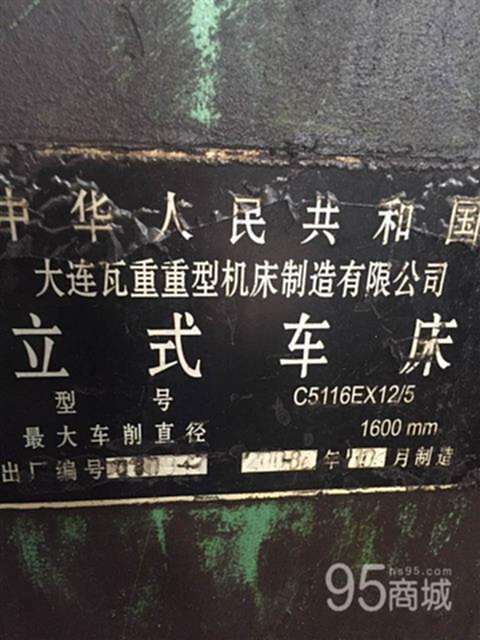 中华人民共和国
大连瓦重重型机床制造有限公司
立式车床
型号 C5116EX12/5
最大车削直径 1600 mm
出厂编号 年 月制造
95商城
hs95.com